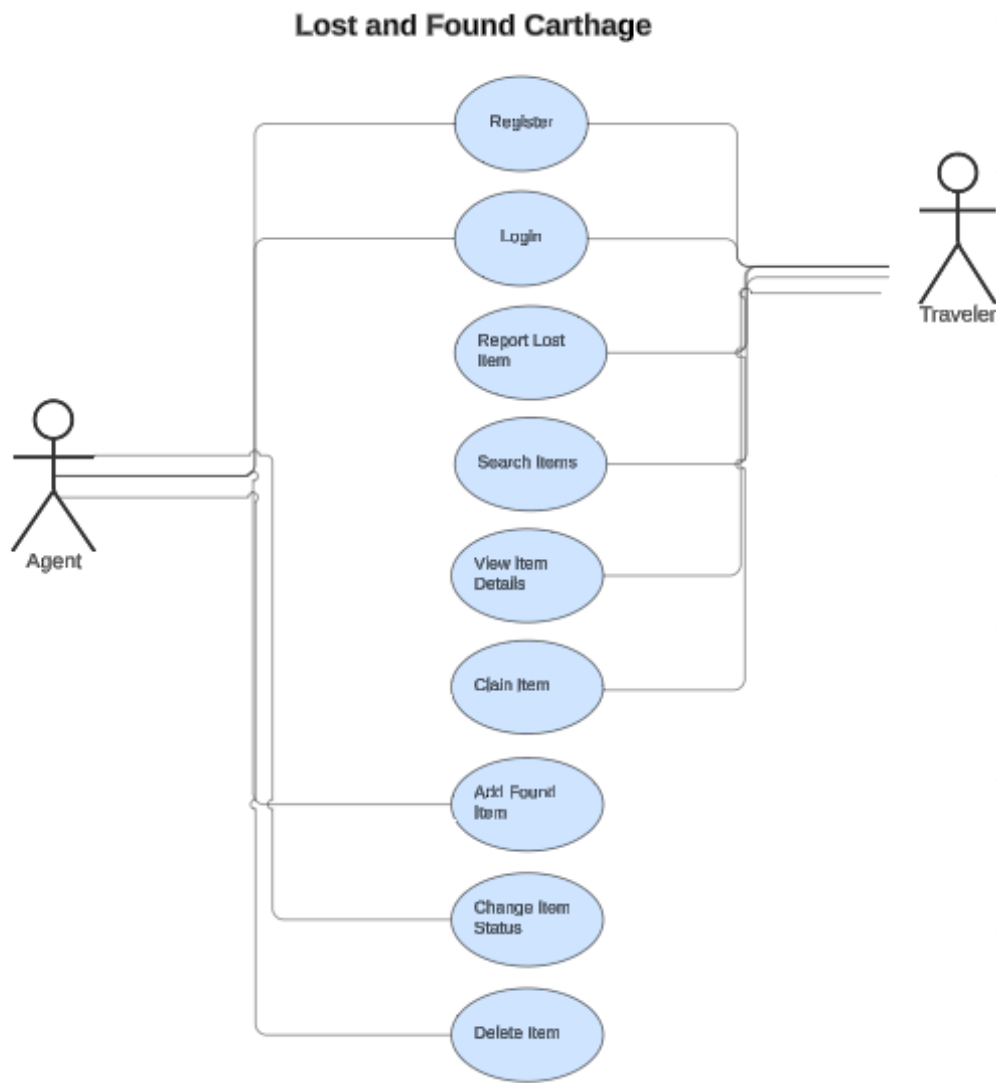 Lost and Found Carthage
Register
Login
Traveler
Report Lost
Item
Search Items
Agent
View Item
Details
Clain Item
Add Found
Item
Change Item
Status
Delete Item